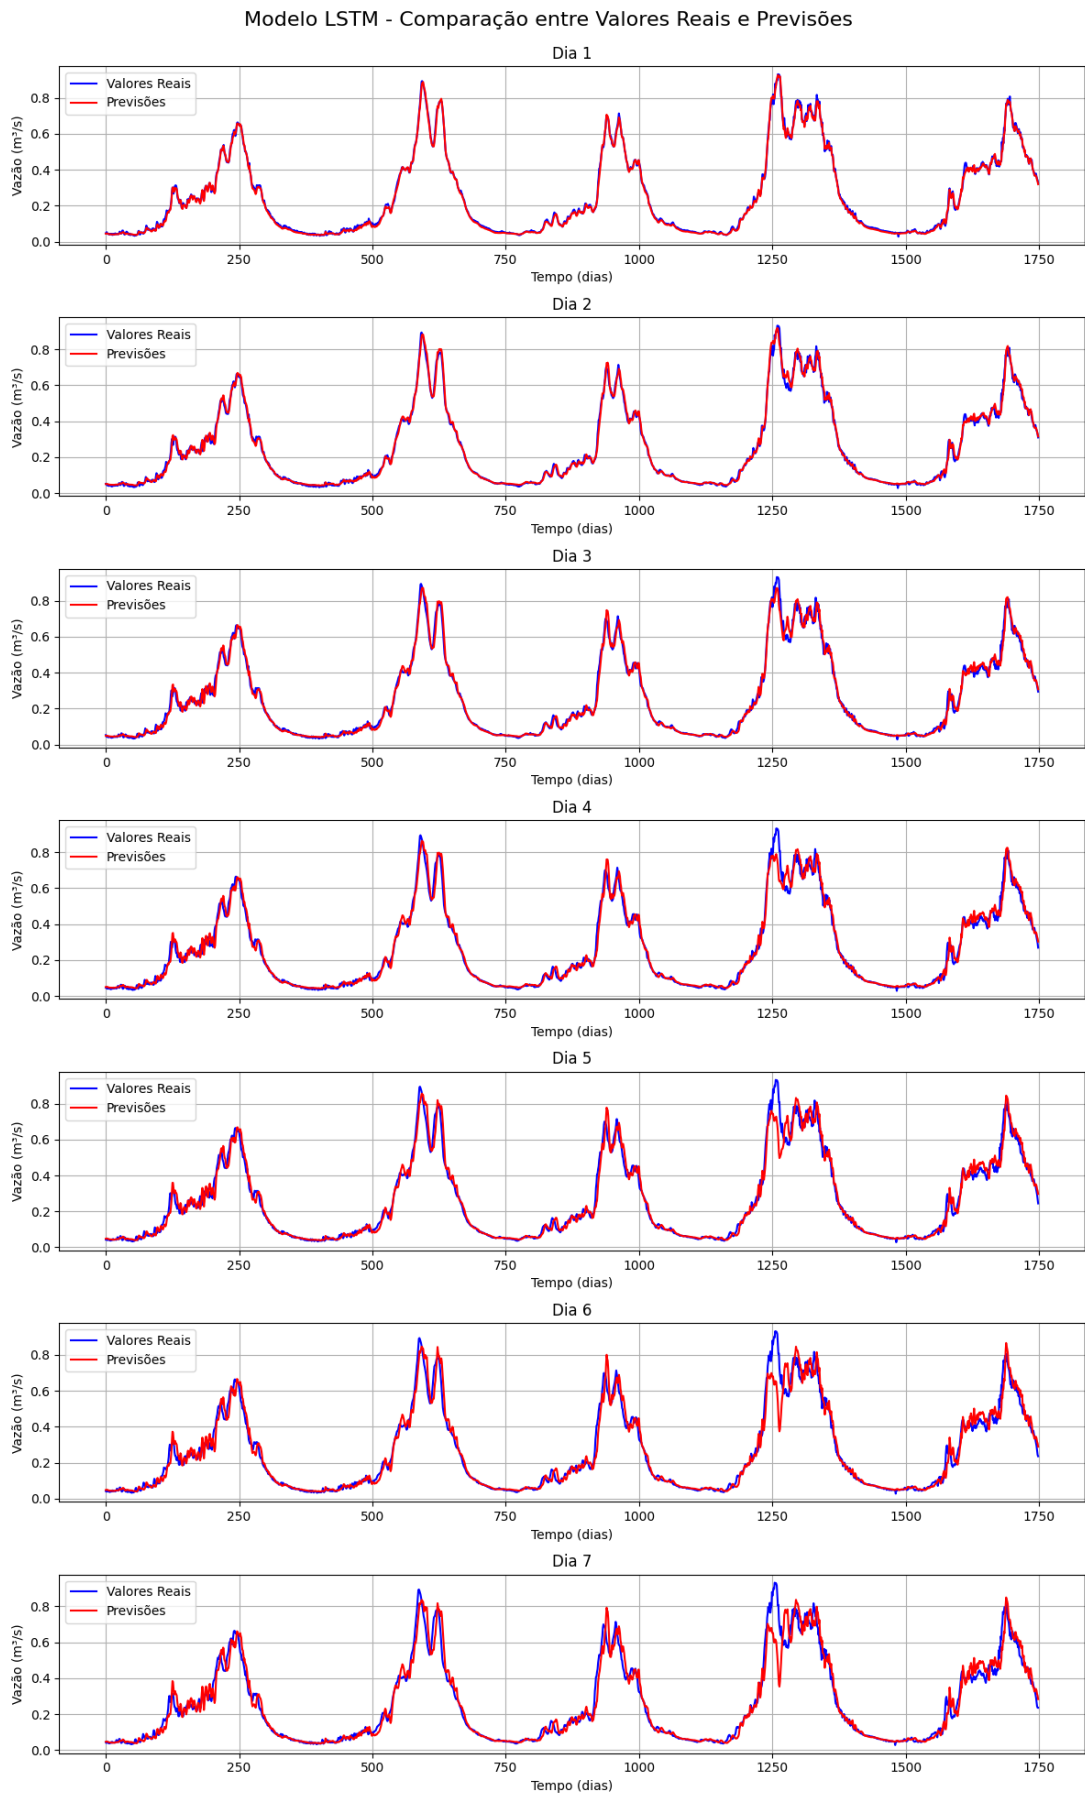 Modelo LSTM - Comparação entre Valores Reais e Previsões
Dia 1
Valores Reais
Previsões
Vazão (m³/s)
0.8
0.6
0.4
0.2
0.0
0 250 500 750 1000 1250 1500 1750
Tempo (dias)
Dia 2
Valores Reais
Previsões
Vazão (m³/s)
0.8
0.6
0.4
0.2
0.0
0 250 500 750 1000 1250 1500 1750
Tempo (dias)
Dia 3
Valores Reais
Previsões
Vazão (m³/s)
0.8
0.6
0.4
0.2
0.0
0 250 500 750 1000 1250 1500 1750
Tempo (dias)
Dia 4
Valores Reais
Previsões
Vazão (m³/s)
0.8
0.6
0.4
0.2
0.0
0 250 500 750 1000 1250 1500 1750
Tempo (dias)
Dia 5
Valores Reais
Previsões
Vazão (m³/s)
0.8
0.6
0.4
0.2
0.0
0 250 500 750 1000 1250 1500 1750
Tempo (dias)
Dia 6
Valores Reais
Previsões
Vazão (m³/s)
0.8
0.6
0.4
0.2
0.0
0 250 500 750 1000 1250 1500 1750
Tempo (dias)
Dia 7
Valores Reais
Previsões
Vazão (m³/s)
0.8
0.6
0.4
0.2
0.0
0 250 500 750 1000 1250 1500 1750
Tempo (dias)